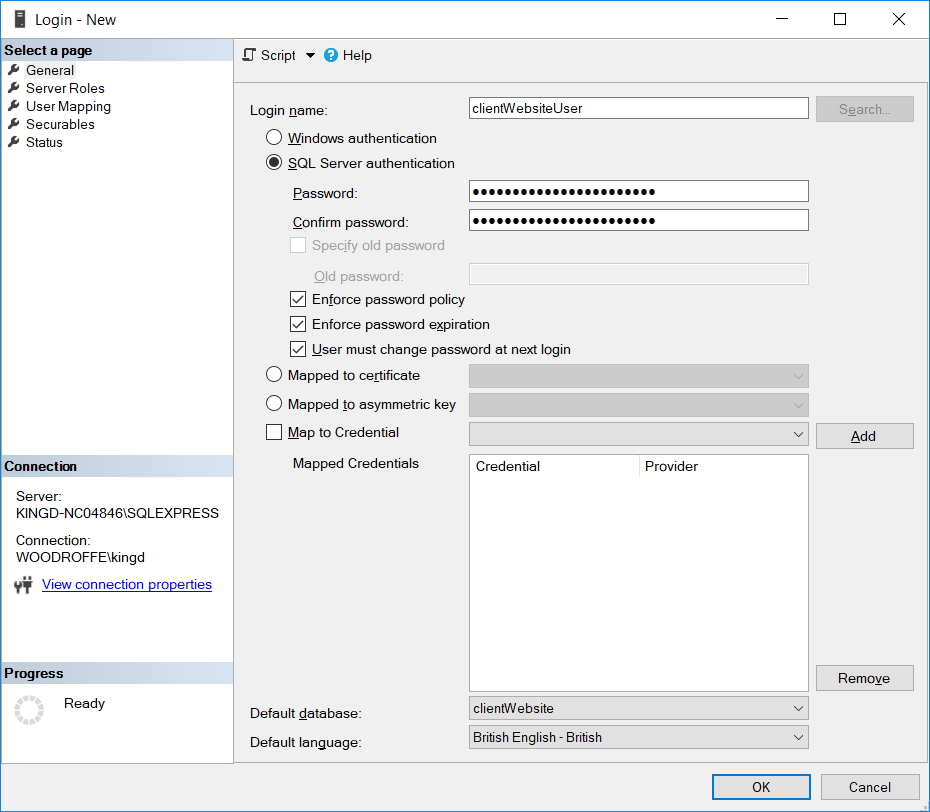 Login - New
Select a page
General
Server Roles
User Mapping
Securables
Status
Connection
Server:
KINGD-NC04846\SQLEXPRESS
Connection:
WOODROFFE\kingd
View connection properties
Progress
Ready
Script
Help
Login name:
clientWebsiteUser
Search...
Windows authentication
SQL Server authentication
Password:
●●●●●●●●●●●●●●●●●●●●●●●
Confirm password:
●●●●●●●●●●●●●●●●●●●●●●●
Specify old password
Old password:
Enforce password policy
Enforce password expiration
User must change password at next login
Mapped to certificate
Mapped to asymmetric key
Map to Credential
Add
Mapped Credentials
Credential
Provider
Remove
Default database:
clientWebsite
Default language:
British English - British
OK
Cancel